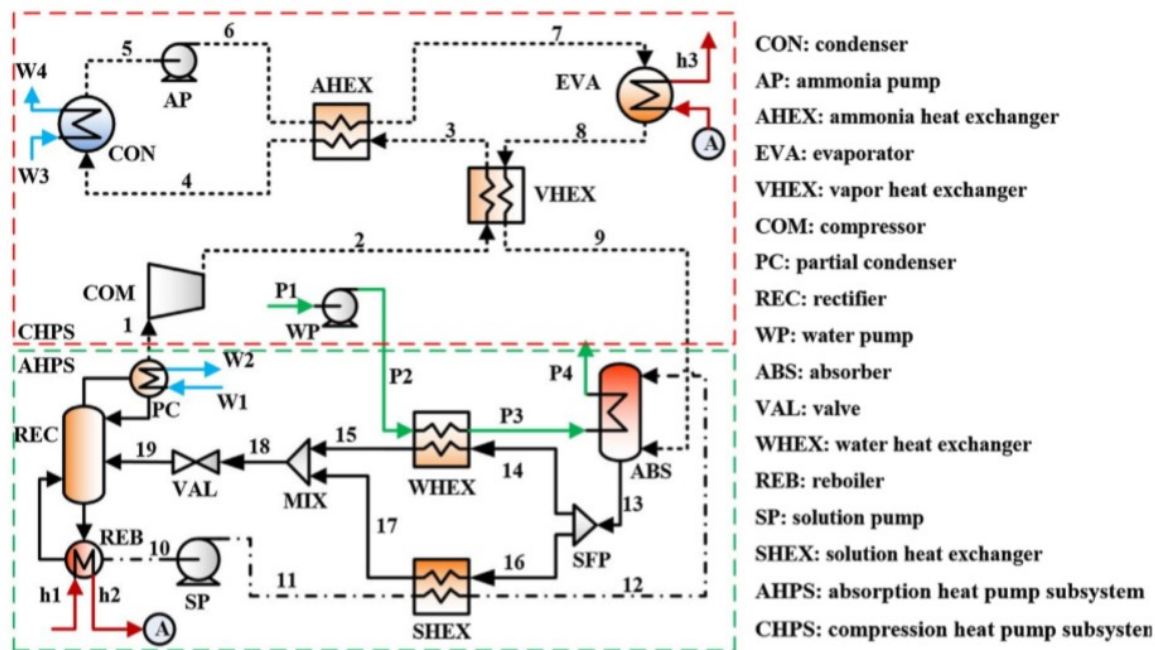 6
7
5
W4
AP
AHEX
EVA
h3
3
8
A
CON
W3
4
VHEX
2
9
COM
P1
WP
1
CHPS
AHPS
W2
W1
PC
P2
P4
P3
REC
19
18
15
14
ABS
VAL
MIX
WHEX
13
17
SFP
REB
10
16
11
12
h1
h2
SP
A
SHEX
CON: condenser
AP: ammonia pump
AHEX: ammonia heat exchanger
EVA: evaporator
VHEX: vapor heat exchanger
COM: compressor
PC: partial condenser
REC: rectifier
WP: water pump
ABS: absorber
VAL: valve
WHEX: water heat exchanger
REB: reboiler
SP: solution pump
SHEX: solution heat exchanger
AHPS: absorption heat pump subsystem
CHPS: compression heat pump subsysten